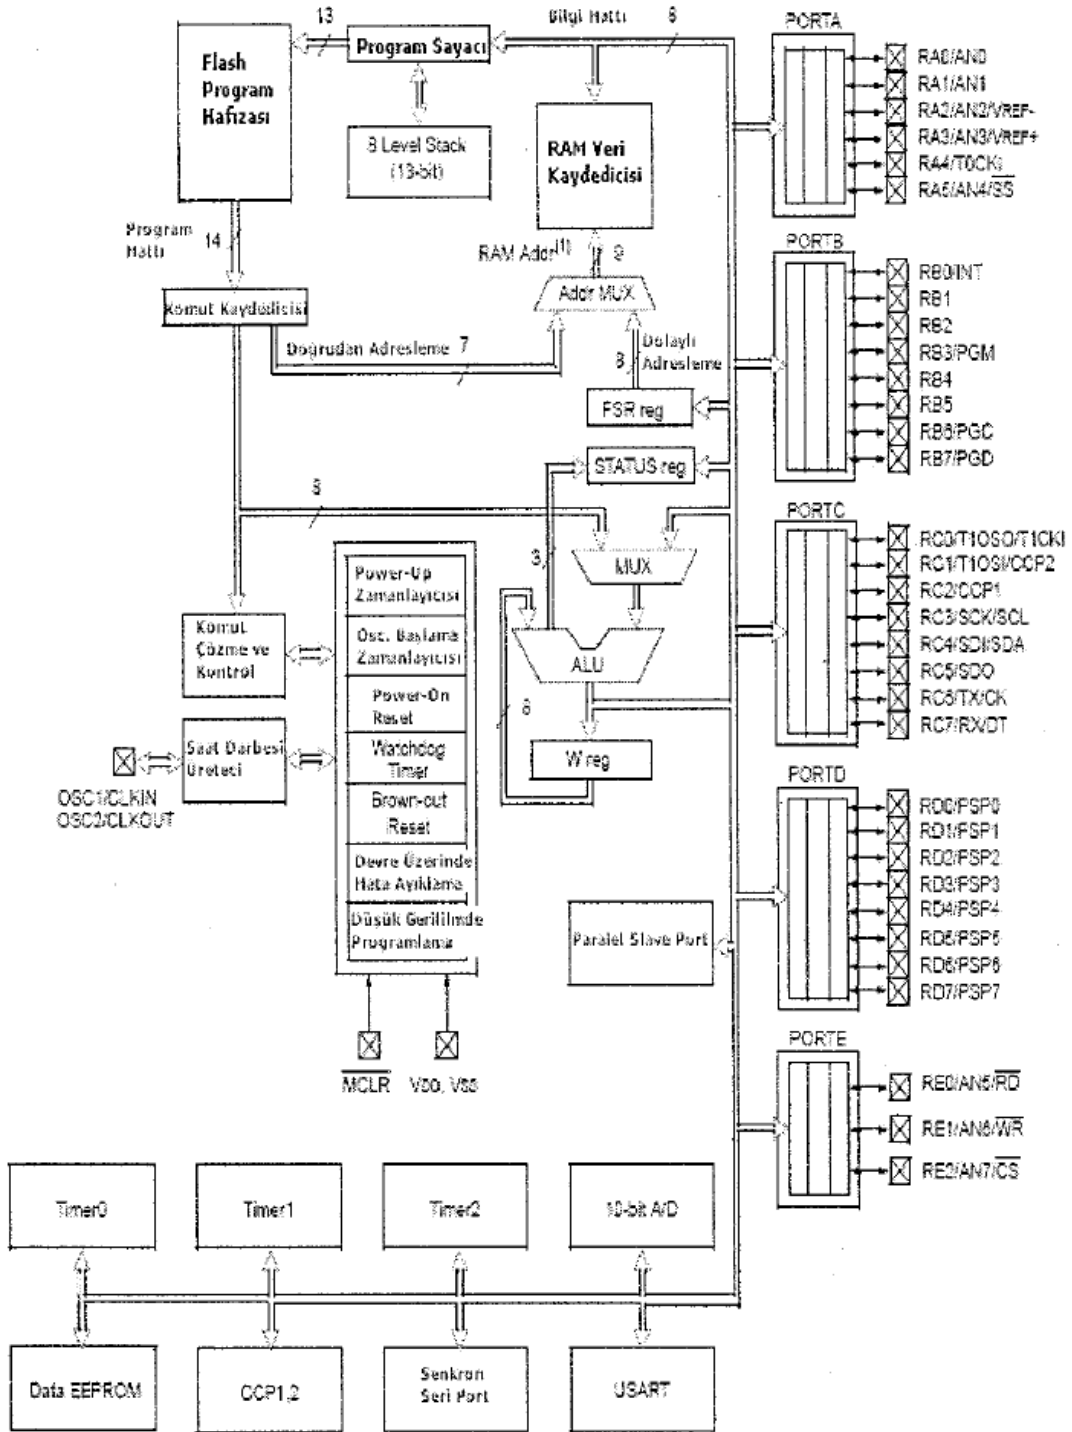 13
Bilgi Hattı
8
PORTA
Flash
Program
Hafızası
Program Sayacı
8 Level Stack
(13-bit)
RAM Veri
Kaydedicisi
RA0/AN0
RA1/AN1
RA2/AN2/VREF-
RA3/AN3/VREF+
RA4/T0CKI
RA5/AN4/SS
Program
Hattı
14
RAM Addr(1)
9
Addr MUX
PORTB
RB0/INT
RB1
RB2
RB3/PGM
RB4
RB5
RB6/PGC
RB7/PGD
Komut Kaydedicisi
Doğrudan Adresleme
7
8
Dolaylı
Adresleme
FSR reg
STATUS reg
8
3
MUX
ALU
8
W reg
PORTC
RC0/T1OSO/T1CKI
RC1/T1OSI/CCP2
RC2/CCP1
RC3/SCK/SCL
RC4/SDI/SDA
RC5/SDO
RC6/TX/CK
RC7/RX/DT
Komut
Çözme ve
Kontrol
Saat Darbesi
Üreteci
OSC1/CLKIN
OSC2/CLKOUT
Power-Up
Zamanlayıcısı
Osc. Başlama
Zamanlayıcısı
Power-On
Reset
Watchdog
Timer
Brown-out
Reset
Devre Üzerinde
Hata Ayıklama
Düşük Gerilimde
Programlama
MCLR
VDD, VSS
Paralel Slave Port
PORTD
RD0/PSP0
RD1/PSP1
RD2/PSP2
RD3/PSP3
RD4/PSP4
RD5/PSP5
RD6/PSP6
RD7/PSP7
PORTE
RE0/AN5/RD
RE1/AN6/WR
RE2/AN7/CS
Timer0
Timer1
Timer2
10-bit A/D
Data EEPROM
CCP1,2
Senkron
Seri Port
USART